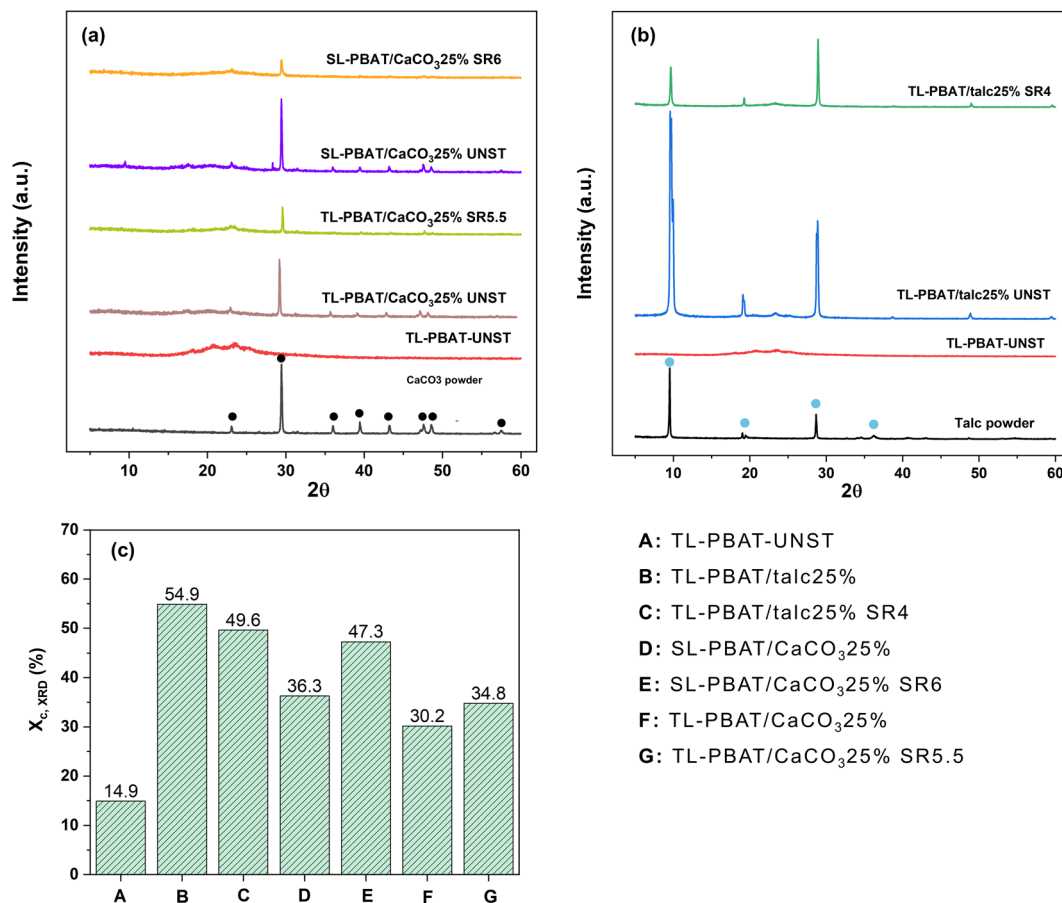 (a)
SL-PBAT/CaCO₃25% SR6
SL-PBAT/CaCO₃25% UNST
TL-PBAT/CaCO₃25% SR5.5
TL-PBAT/CaCO₃25% UNST
TL-PBAT-UNST
CaCO3 powder
Intensity (a.u.)
10 20 30 40 50 60
2θ
(b)
TL-PBAT/talc25% SR4
TL-PBAT/talc25% UNST
TL-PBAT-UNST
Talc powder
Intensity (a.u.)
10 20 30 40 50 60
2θ
(c)
X c, XRD (%)
70
60
50
40
30
20
10
0
14.9
54.9
49.6
36.3
47.3
30.2
34.8
A B C D E F G
A: TL-PBAT-UNST
B: TL-PBAT/talc25%
C: TL-PBAT/talc25% SR4
D: SL-PBAT/CaCO₃25%
E: SL-PBAT/CaCO₃25% SR6
F: TL-PBAT/CaCO₃25%
G: TL-PBAT/CaCO₃25% SR5.5